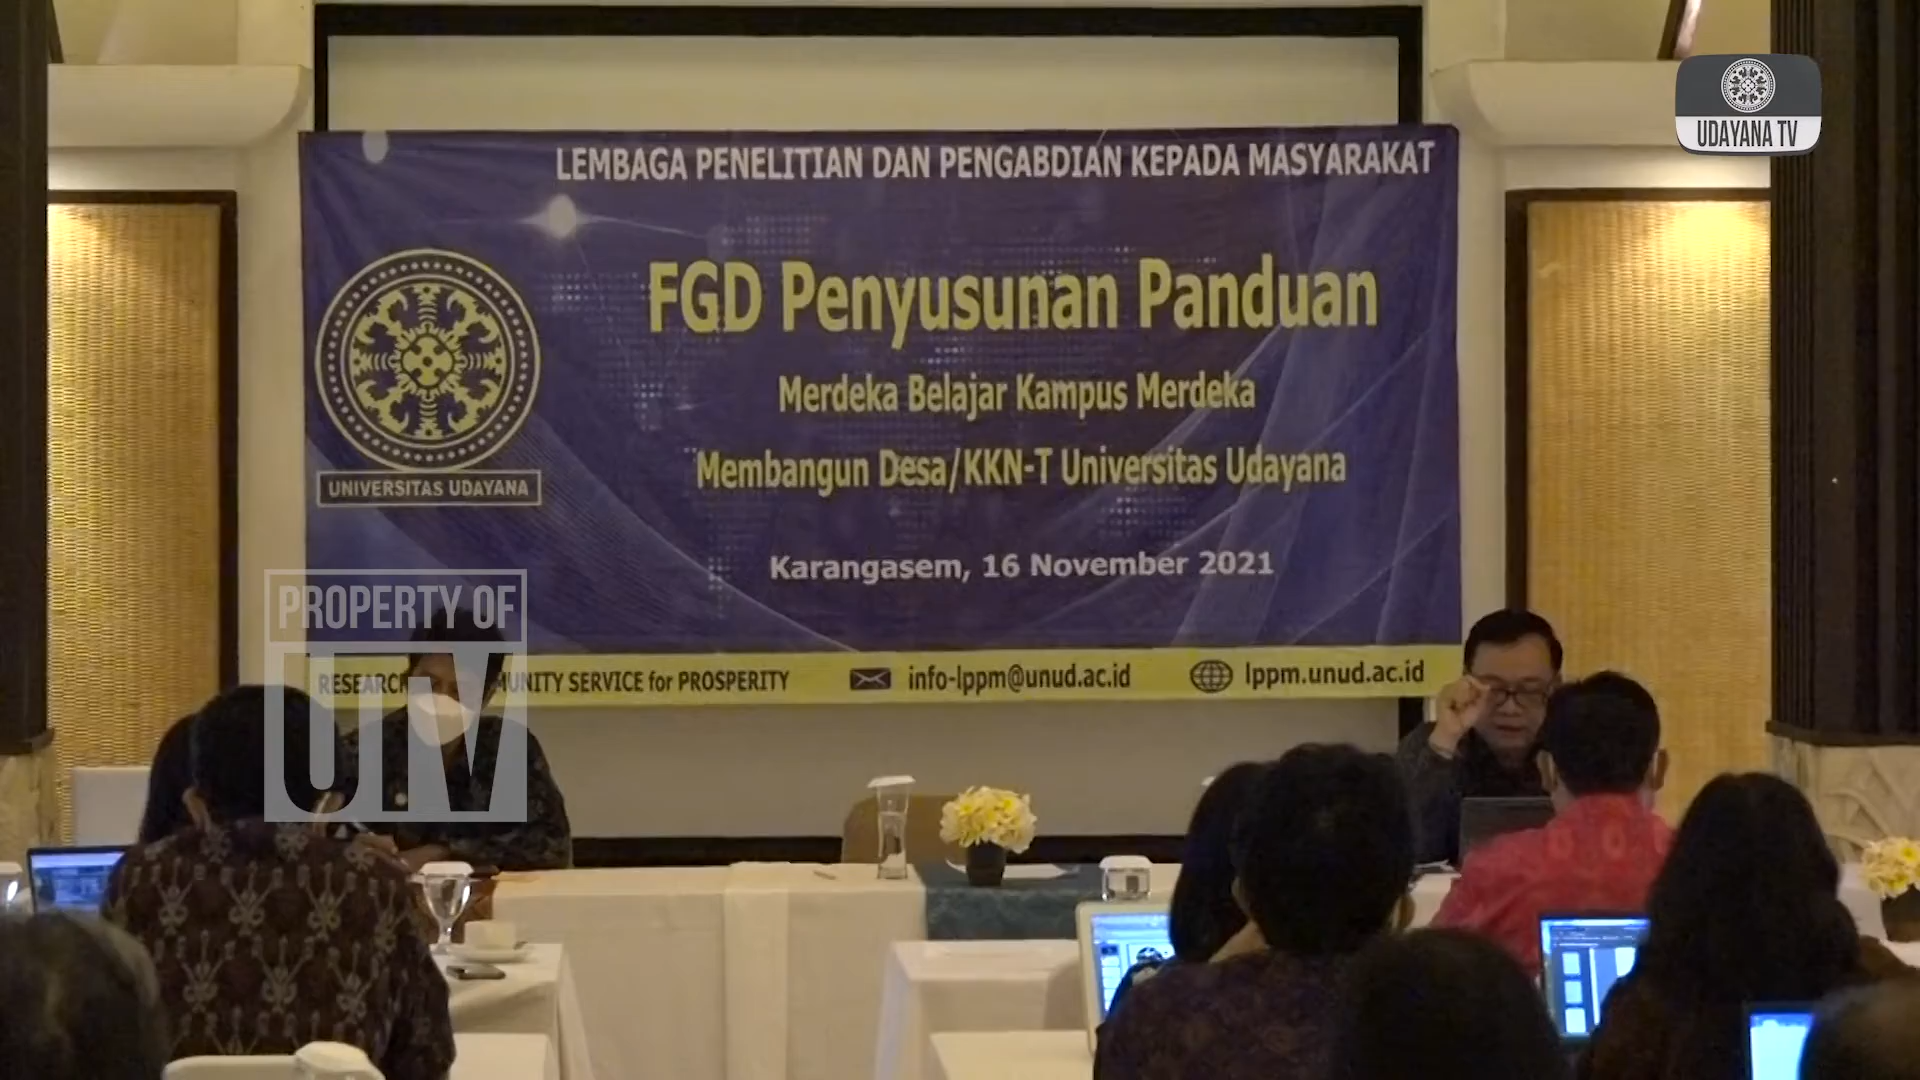 UDAYANA TV
LEMBAGA PENELITIAN DAN PENGABDIAN KEPADA MASYARAKAT
FGD Penyusunan Panduan
Merdeka Belajar Kampus Merdeka
Membangun Desa/KKN-T Universitas Udayana
UNIVERSITAS UDAYANA
Karangasem, 16 November 2021
PROPERTY OF
UTV
RESEARCH MUNITY SERVICE for PROSPERITY info-lppm@unud.ac.id lppm.unud.ac.id